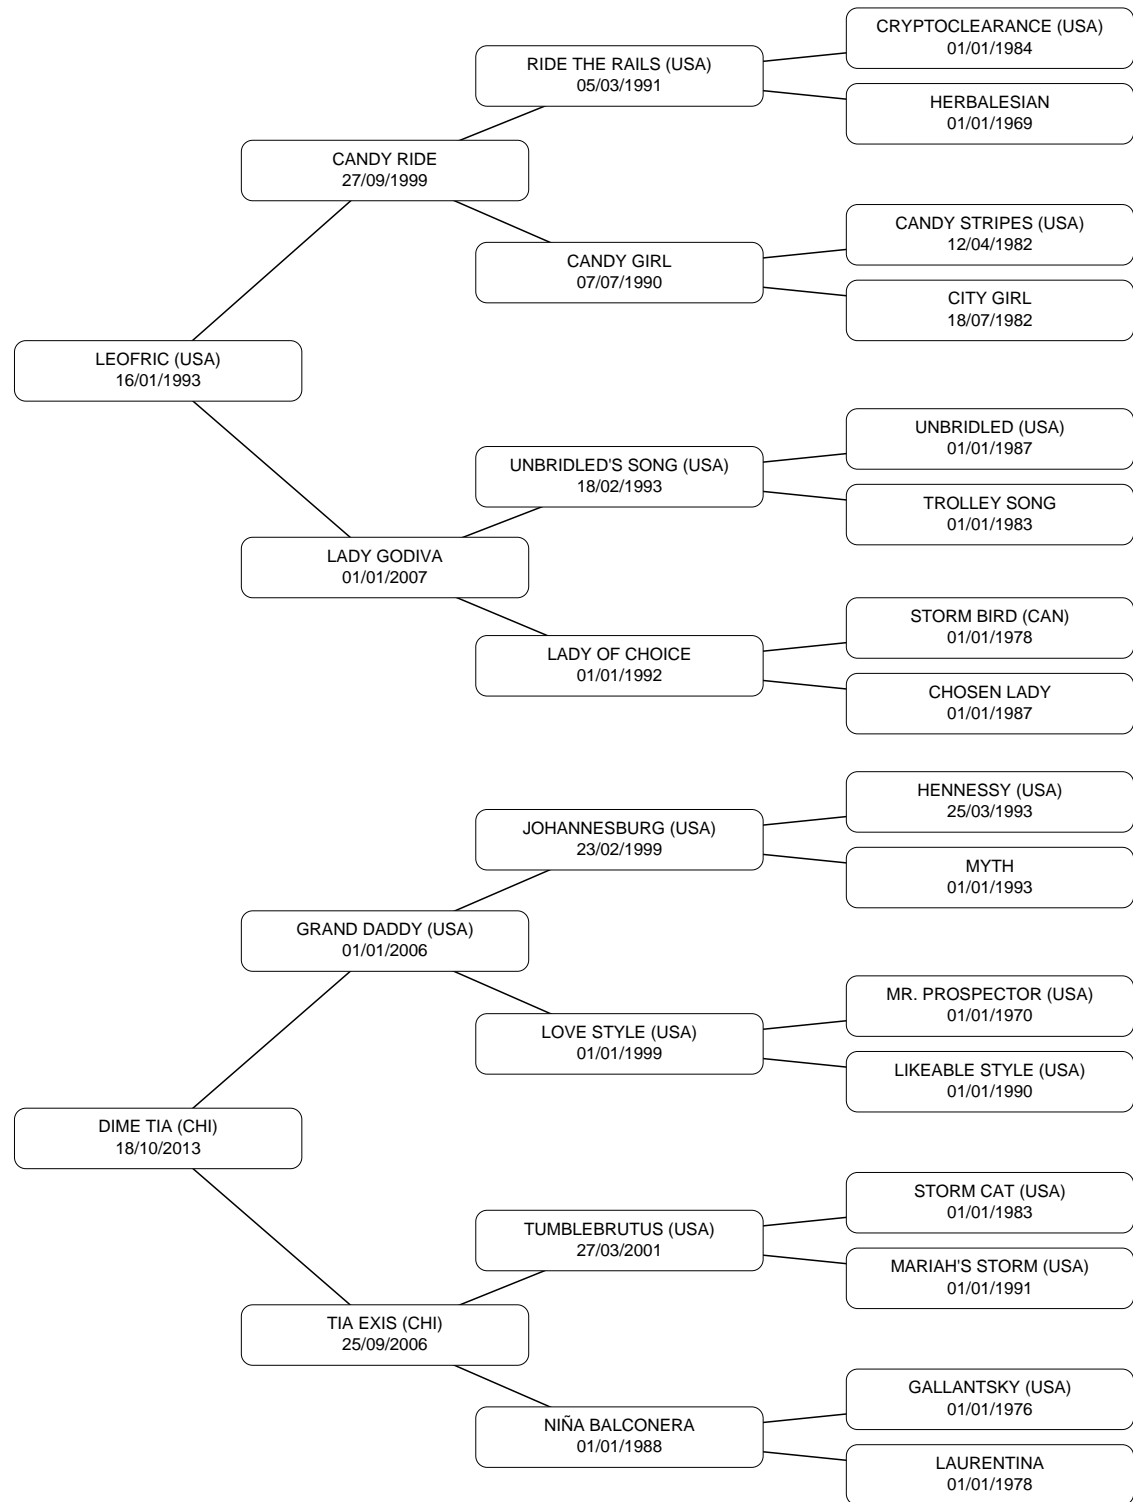 CRYPTOCLEARANCE (USA)
01/01/1984
RIDE THE RAILS (USA)
05/03/1991
HERBALESIAN
01/01/1969
CANDY RIDE
27/09/1999
CANDY STRIPES (USA)
12/04/1982
CANDY GIRL
07/07/1990
CITY GIRL
18/07/1982
LEOFRIC (USA)
16/01/1993
UNBRIDLED (USA)
01/01/1987
UNBRIDLED'S SONG (USA)
18/02/1993
TROLLEY SONG
01/01/1983
LADY GODIVA
01/01/2007
STORM BIRD (CAN)
01/01/1978
LADY OF CHOICE
01/01/1992
CHOSEN LADY
01/01/1987
HENNESSY (USA)
25/03/1993
JOHANNESBURG (USA)
23/02/1999
MYTH
01/01/1993
GRAND DADDY (USA)
01/01/2006
MR. PROSPECTOR (USA)
01/01/1970
LOVE STYLE (USA)
01/01/1999
LIKEABLE STYLE (USA)
01/01/1990
DIME TIA (CHI)
18/10/2013
STORM CAT (USA)
01/01/1983
TUMBLEBRUTUS (USA)
27/03/2001
MARIAH'S STORM (USA)
01/01/1991
TIA EXIS (CHI)
25/09/2006
GALLANTSKY (USA)
01/01/1976
NIÑA BALCONERA
01/01/1988
LAURENTINA
01/01/1978